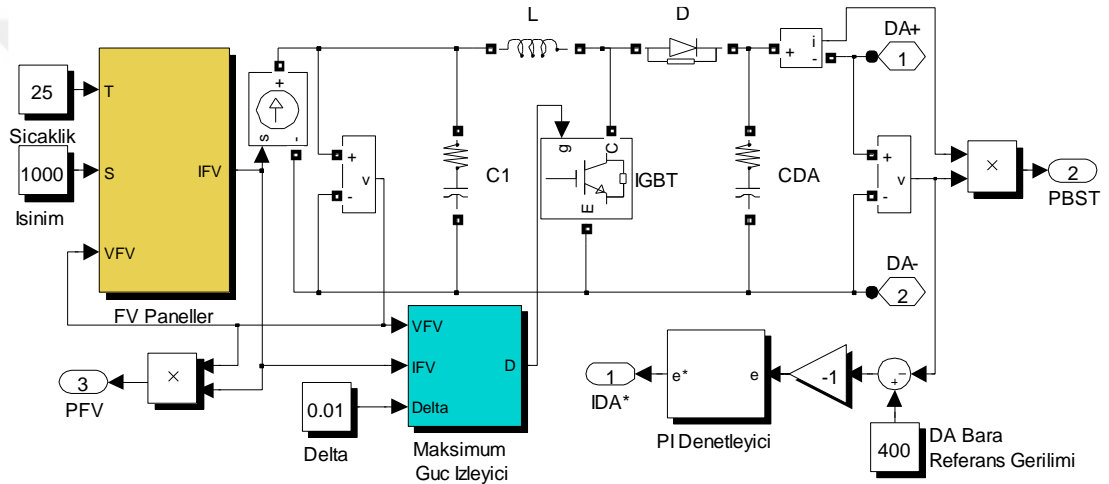 L
D
DA+
i
+
-
1
25
T
Sicaklik
1000
S
IFV
Isinim
VFV
FV Paneller
+
s
-
+
v
-
C1
g
C
E
IGBT
CDA
+
v
-
×
2
PBST
DA-
2
VFV
IFV
D
Delta
×
3
PFV
0.01
Delta
Maksimum
Guc Izleyici
1
IDA*
e*
e
PI Denetleyici
-1
+
−
400
DA Bara
Referans Gerilimi